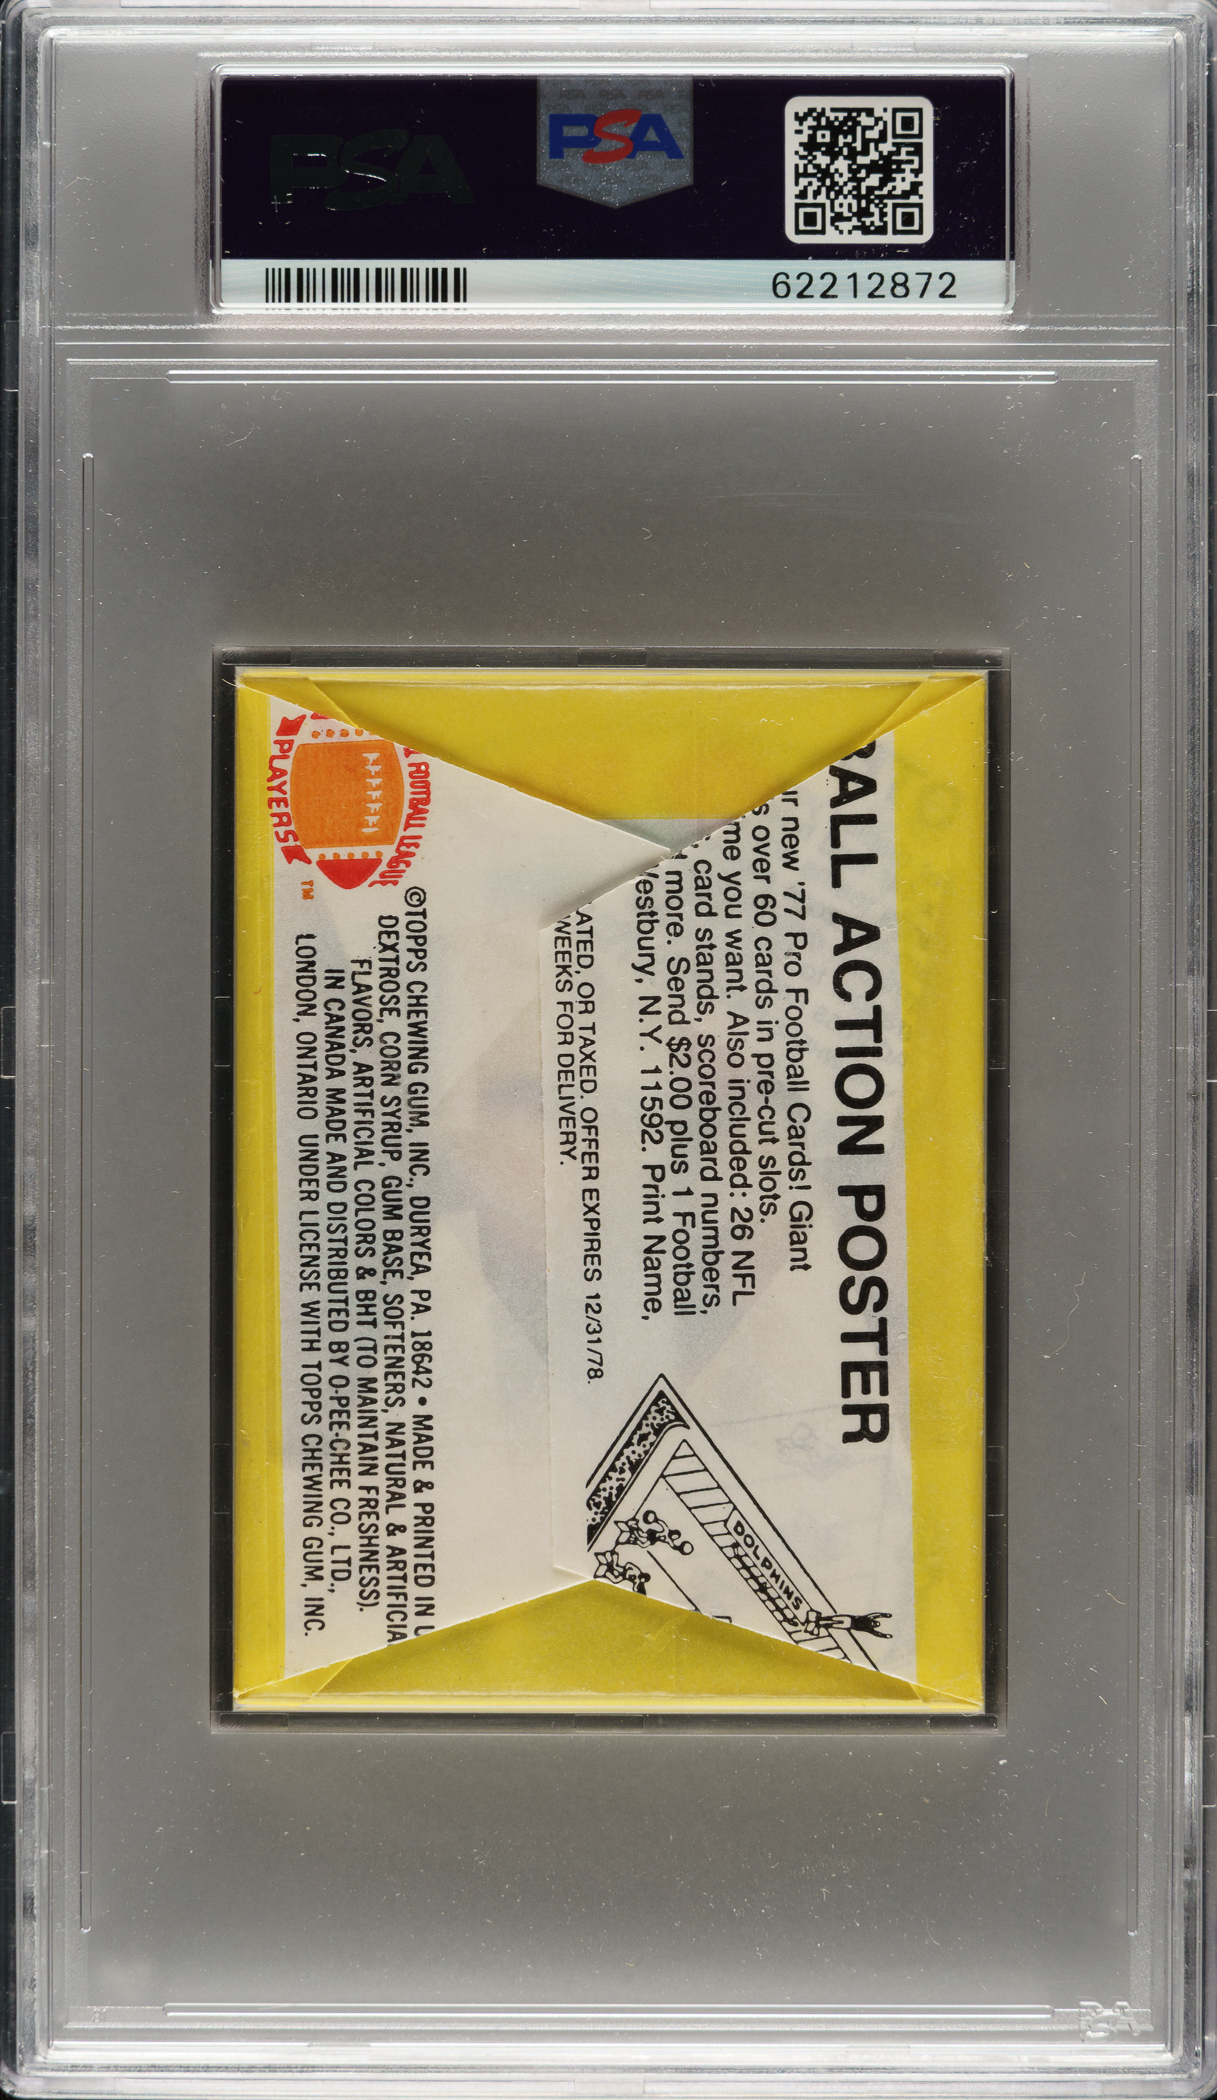 PSA
PSA
62212872
BALL ACTION POSTER
ur new '77 Pro Football Cards! Giant
s over 60 cards in pre-cut slots.
me you want. Also included: 26 NFL
, card stands, scoreboard numbers,
more. Send $2.00 plus 1 Football
Westbury, N.Y. 11592. Print Name,
ATED, OR TAXED. OFFER EXPIRES 12/31/78.
WEEKS FOR DELIVERY.
DOLPHINS
FOOTBALL LEAGUE
PLAYERS
TM
©TOPPS CHEWING GUM, INC., DURYEA, PA. 18642 • MADE & PRINTED IN U
DEXTROSE, CORN SYRUP, GUM BASE, SOFTENERS, NATURAL & ARTIFICIA
FLAVORS, ARTIFICIAL COLORS & BHT (TO MAINTAIN FRESHNESS).
IN CANADA MADE AND DISTRIBUTED BY O-PEE-CHEE CO., LTD.,
LONDON, ONTARIO UNDER LICENSE WITH TOPPS CHEWING GUM, INC.
PSA